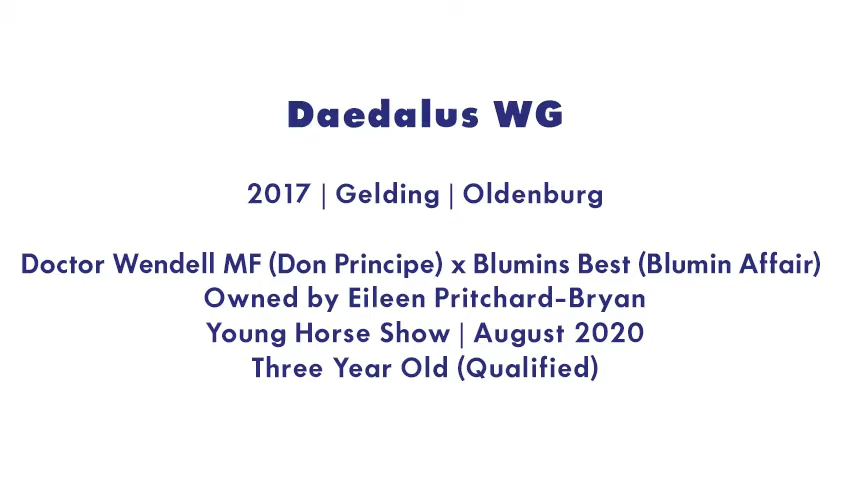 Daedalus WG
2017 | Gelding | Oldenburg
Doctor Wendell MF (Don Principe) x Blumins Best (Blumin Affair)
Owned by Eileen Pritchard-Bryan
Young Horse Show | August 2020
Three Year Old (Qualified)